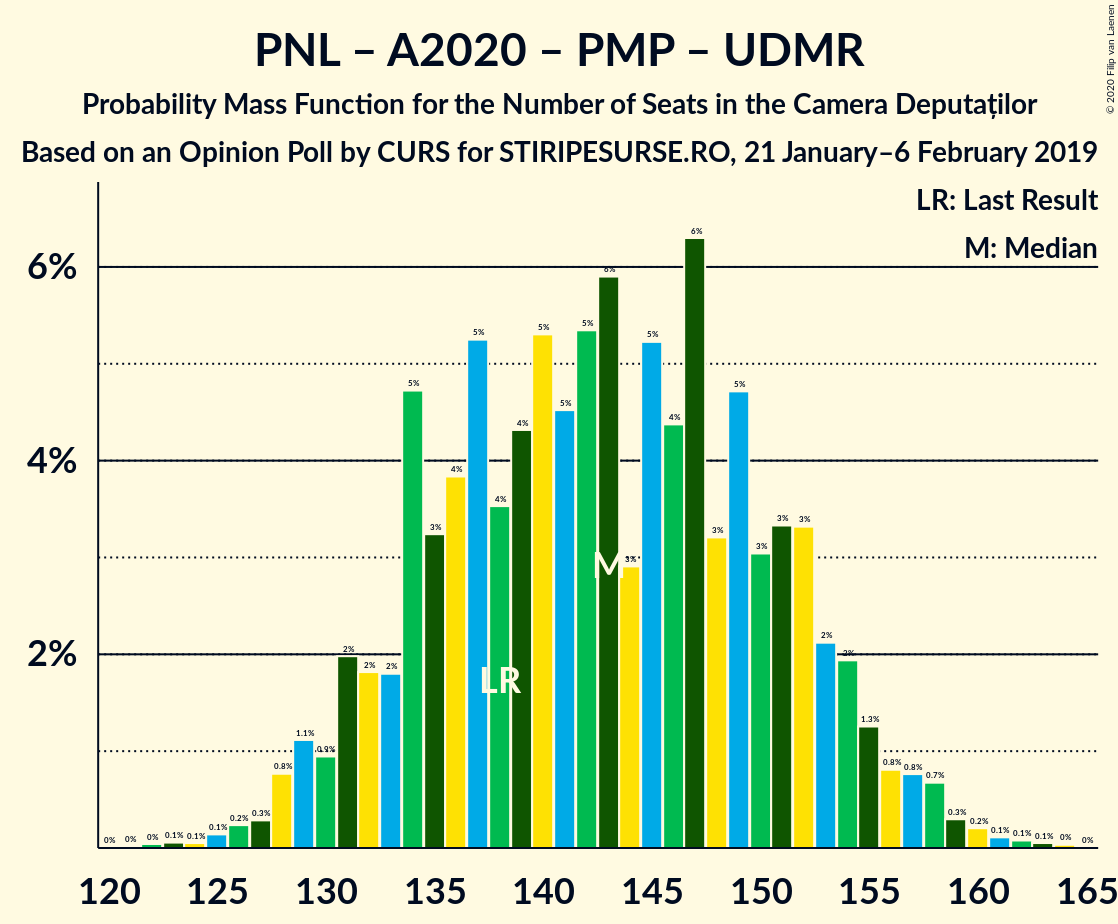 PNL – A2020 – PMP – UDMR
Probability Mass Function for the Number of Seats in the Camera Deputaților
Based on an Opinion Poll by CURS for STIRIPESURSE.RO, 21 January–6 February 2019
© 2020 Filip van Laenen
LR: Last Result
M: Median
6%
4%
2%
0% 0% 0% 0.1% 0.1% 0.1% 0.2% 0.3% 0.8% 1.1% 0.9% 2% 2% 2% 5% 3% 4% 5% 4% 4% 5% 5% 5% 6% 3% 5% 4% 6% 3% 5% 3% 3% 3% 2% 2% 1.3% 0.8% 0.8% 0.7% 0.3% 0.2% 0.1% 0.1% 0.1% 0% 0%
M
LR
120 125 130 135 140 145 150 155 160 165